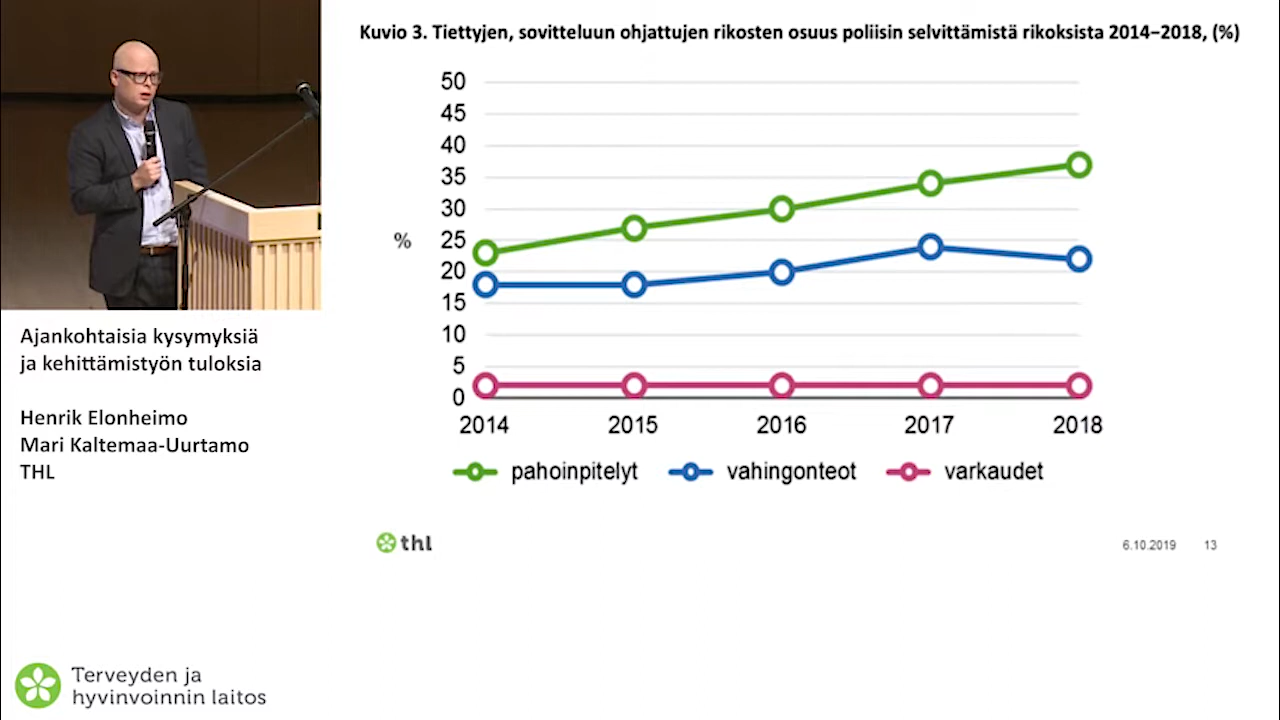 Kuvio 3. Tiettyjen, sovitteluun ohjattujen rikosten osuus poliisin selvittämistä rikoksista 2014–2018, (%)
50
45
40
35
30
%
25
20
15
10
5
0
2014 2015 2016 2017 2018
pahoinpitelyt vahingonteot varkaudet
thl
6.10.2019 13
Ajankohtaisia kysymyksiä
ja kehittämistyön tuloksia
Henrik Elonheimo
Mari Kaltemaa-Uurtamo
THL
Terveyden ja
hyvinvoinnin laitos